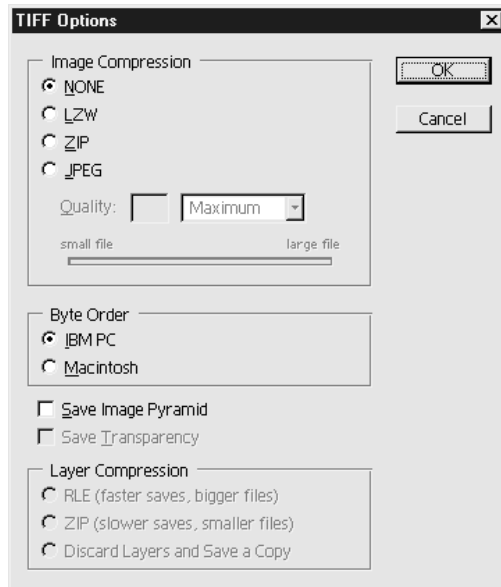 TIFF Options
Image Compression
NONE
LZW
ZIP
JPEG
Quality: Maximum
small file large file
OK
Cancel
Byte Order
IBM PC
Macintosh
Save Image Pyramid
Save Transparency
Layer Compression
RLE (faster saves, bigger files)
ZIP (slower saves, smaller files)
Discard Layers and Save a Copy